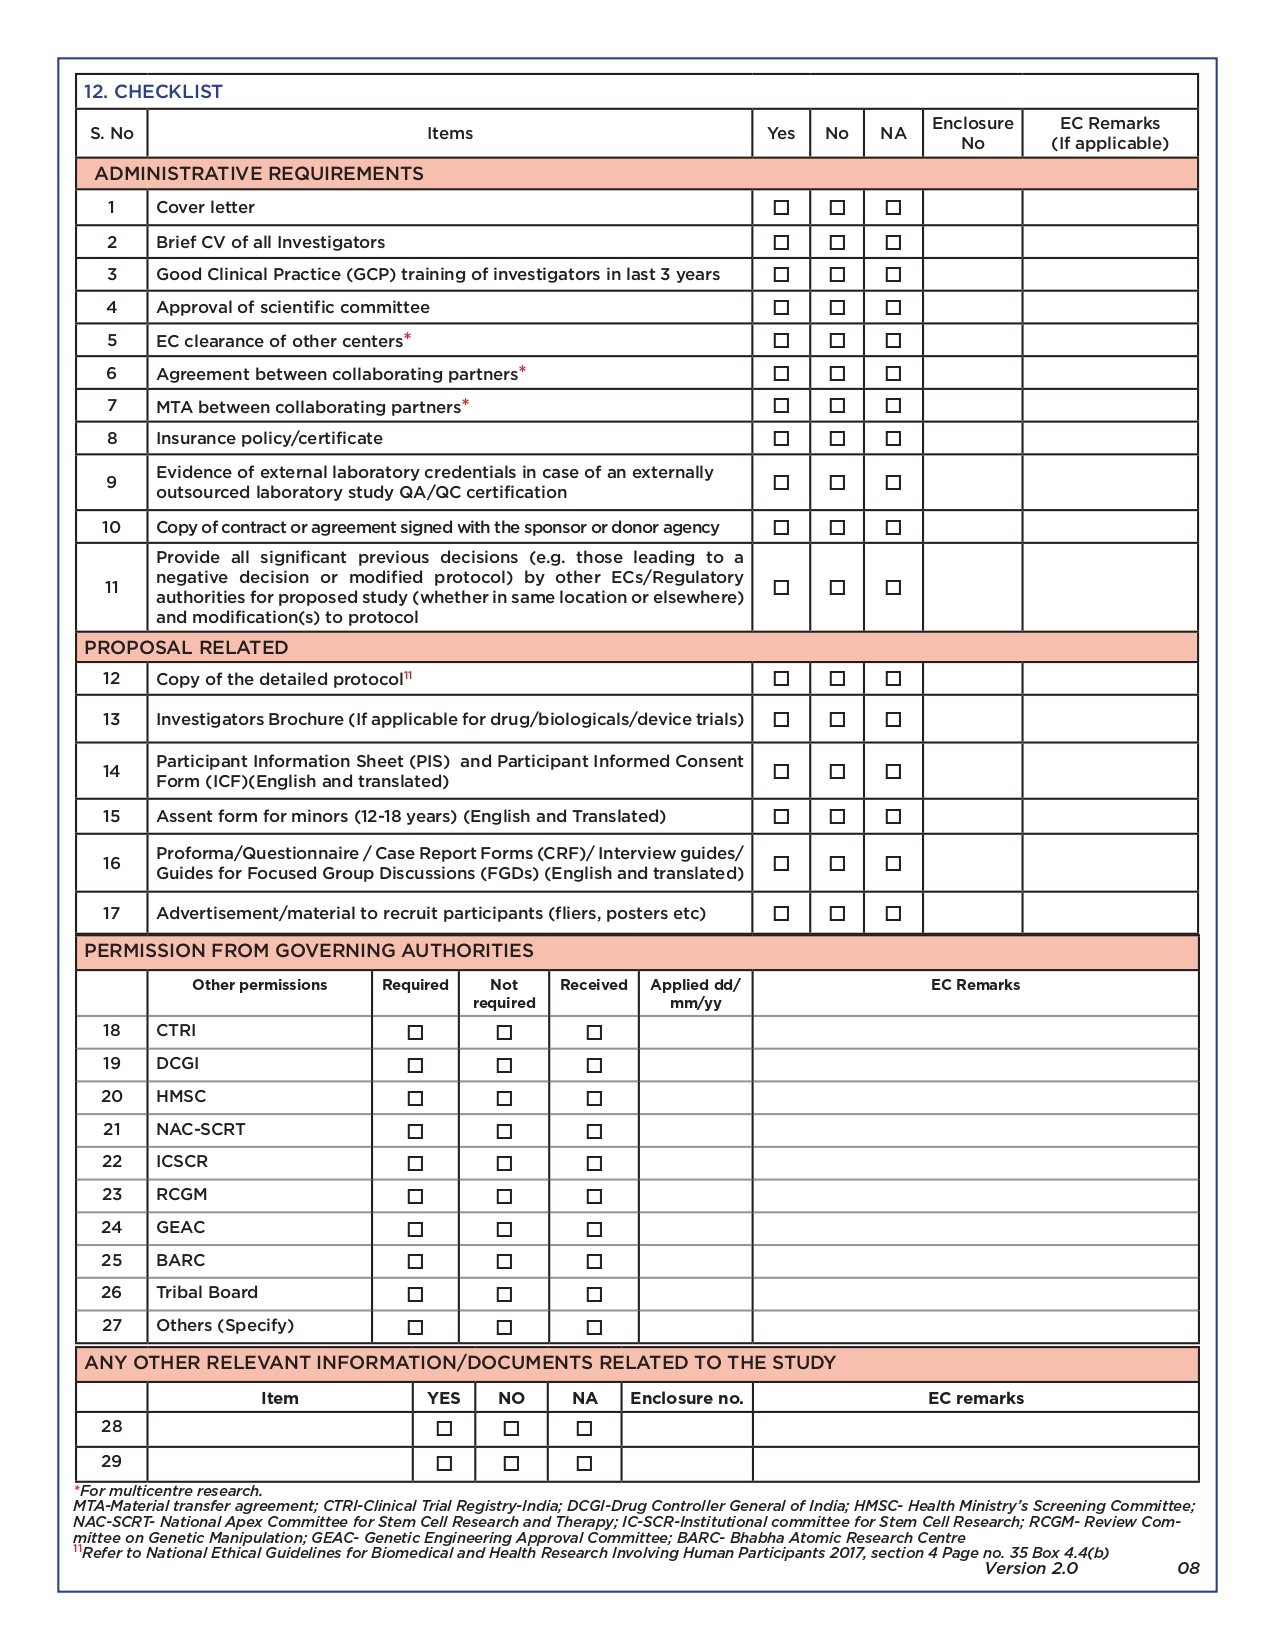 12. CHECKLIST
S. No Items Yes No NA Enclosure No EC Remarks (If applicable)
ADMINISTRATIVE REQUIREMENTS
1 Cover letter
2 Brief CV of all Investigators
3 Good Clinical Practice (GCP) training of investigators in last 3 years
4 Approval of scientific committee
5 EC clearance of other centers*
6 Agreement between collaborating partners*
7 MTA between collaborating partners*
8 Insurance policy/certificate
9 Evidence of external laboratory credentials in case of an externally
outsourced laboratory study QA/QC certification
10 Copy of contract or agreement signed with the sponsor or donor agency
11 Provide all significant previous decisions (e.g. those leading to a
negative decision or modified protocol) by other ECs/Regulatory
authorities for proposed study (whether in same location or elsewhere)
and modification(s) to protocol
PROPOSAL RELATED
12 Copy of the detailed protocol11
13 Investigators Brochure (If applicable for drug/biologicals/device trials)
14 Participant Information Sheet (PIS) and Participant Informed Consent
Form (ICF)(English and translated)
15 Assent form for minors (12-18 years) (English and Translated)
16 Proforma/Questionnaire / Case Report Forms (CRF)/ Interview guides/
Guides for Focused Group Discussions (FGDs) (English and translated)
17 Advertisement/material to recruit participants (fliers, posters etc)
PERMISSION FROM GOVERNING AUTHORITIES
Other permissions Required Not required Received Applied dd/mm/yy EC Remarks
18 CTRI
19 DCGI
20 HMSC
21 NAC-SCRT
22 ICSCR
23 RCGM
24 GEAC
25 BARC
26 Tribal Board
27 Others (Specify)
ANY OTHER RELEVANT INFORMATION/DOCUMENTS RELATED TO THE STUDY
Item YES NO NA Enclosure no. EC remarks
28
29
*For multicentre research.
MTA-Material transfer agreement; CTRI-Clinical Trial Registry-India; DCGI-Drug Controller General of India; HMSC- Health Ministry's Screening Committee;
NAC-SCRT- National Apex Committee for Stem Cell Research and Therapy; IC-SCR-Institutional committee for Stem Cell Research; RCGM- Review Com-
mittee on Genetic Manipulation; GEAC- Genetic Engineering Approval Committee; BARC- Bhabha Atomic Research Centre
11Refer to National Ethical Guidelines for Biomedical and Health Research Involving Human Participants 2017, section 4 Page no. 35 Box 4.4(b)
Version 2.0 08